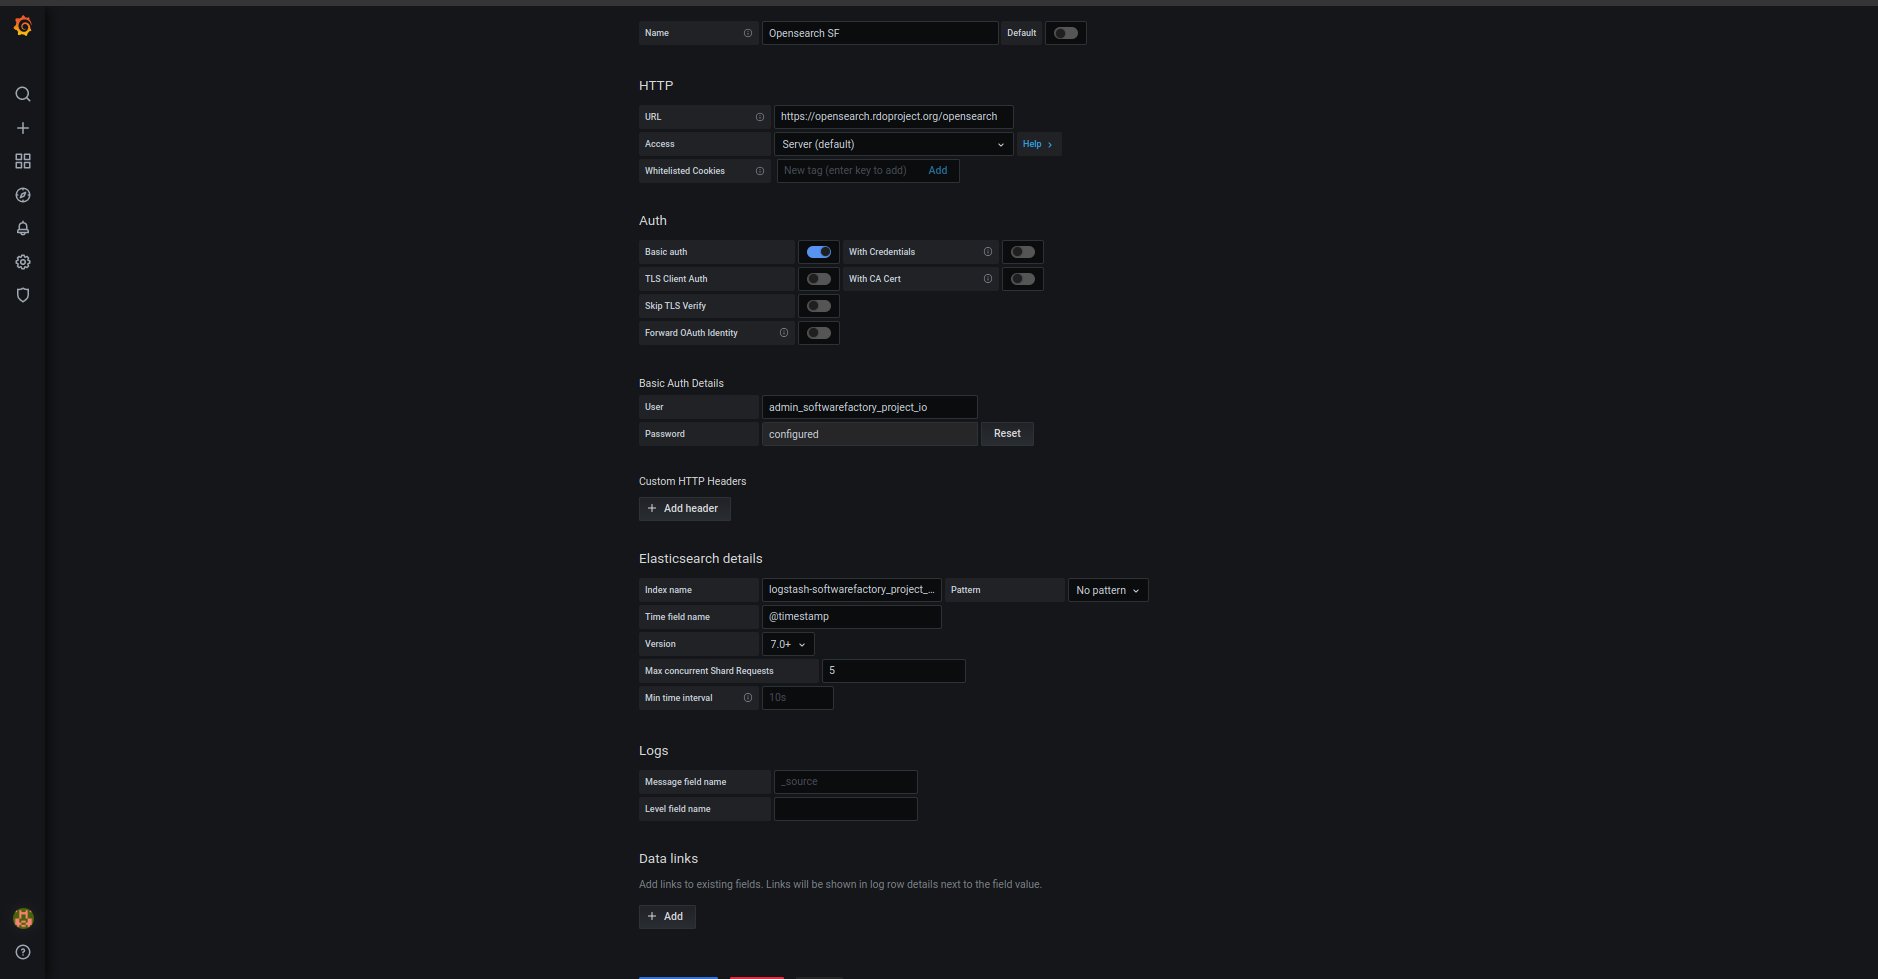 Name Opensearch SF Default
HTTP
URL https://opensearch.rdoproject.org/opensearch
Access Server (default) Help
Whitelisted Cookies New tag (enter key to add) Add
Auth
Basic auth With Credentials
TLS Client Auth With CA Cert
Skip TLS Verify
Forward OAuth Identity
Basic Auth Details
User admin_softwarefactory_project_io
Password configured Reset
Custom HTTP Headers
+ Add header
Elasticsearch details
Index name logstash-softwarefactory_project_... Pattern No pattern
Time field name @timestamp
Version 7.0+
Max concurrent Shard Requests 5
Min time interval 10s
Logs
Message field name _source
Level field name
Data links
Add links to existing fields. Links will be shown in log row details next to the field value.
+ Add